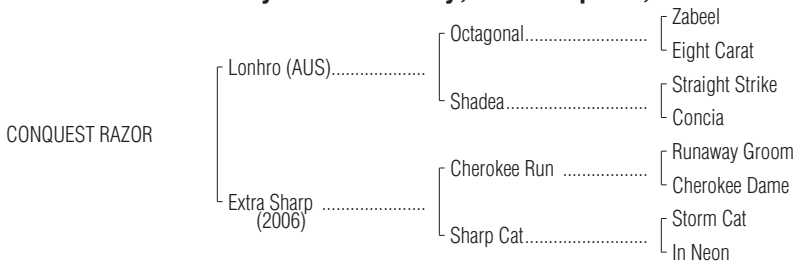 Zabeel
Octagonal
Eight Carat
Lonhro (AUS)
Straight Strike
Shadea
Concia
CONQUEST RAZOR
Runaway Groom
Cherokee Run
Cherokee Dame
Extra Sharp
(2006)
Storm Cat
Sharp Cat
In Neon